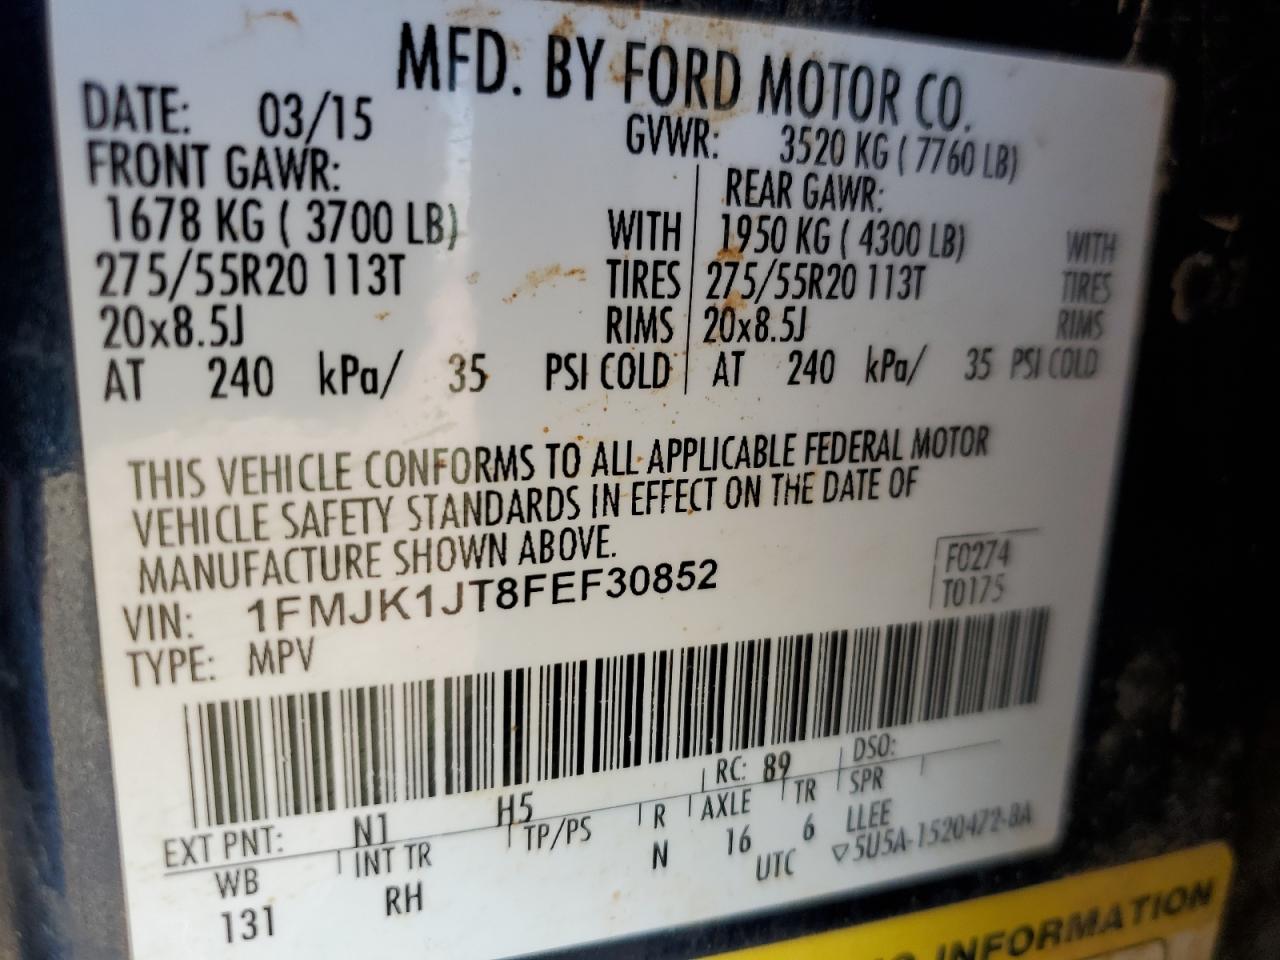 MFD. BY FORD MOTOR CO.
DATE: 03/15 GVWR: 3520 KG ( 7760 LB)
FRONT GAWR: REAR GAWR:
1678 KG ( 3700 LB) WITH 1950 KG ( 4300 LB) WITH
275/55R20 113T TIRES 275/55R20 113T TIRES
20x8.5J RIMS 20x8.5J RIMS
AT 240 kPa/ 35 PSI COLD AT 240 kPa/ 35 PSI COLD
THIS VEHICLE CONFORMS TO ALL APPLICABLE FEDERAL MOTOR
VEHICLE SAFETY STANDARDS IN EFFECT ON THE DATE OF
MANUFACTURE SHOWN ABOVE.
F0274
VIN: 1FMJK1JT8FEF30852
T0175
TYPE: MPV
EXT PNT: N1 H5 RC: 89 DSO:
WB INT TR TP/PS R AXLE TR SPR
131 RH N 16 6 LLEE
UTC ▽5U5A-1520472-BA
INFORMATION